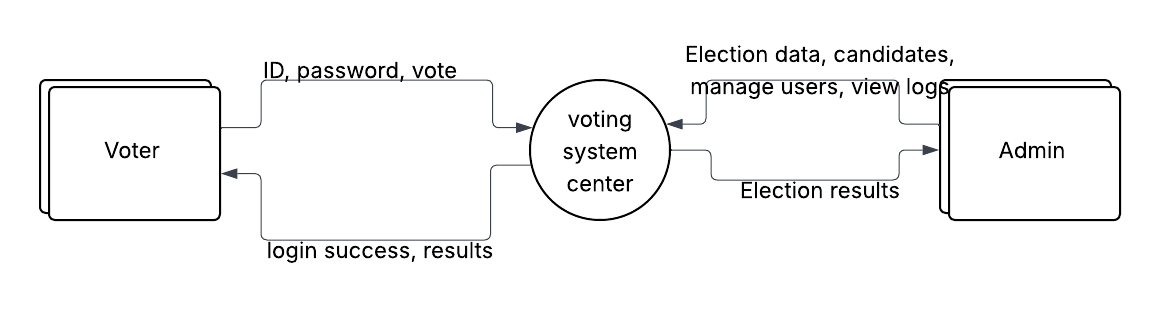 ID, password, vote
Election data, candidates,
manage users, view logs
Voter
voting
system
center
Admin
Election results
login success, results